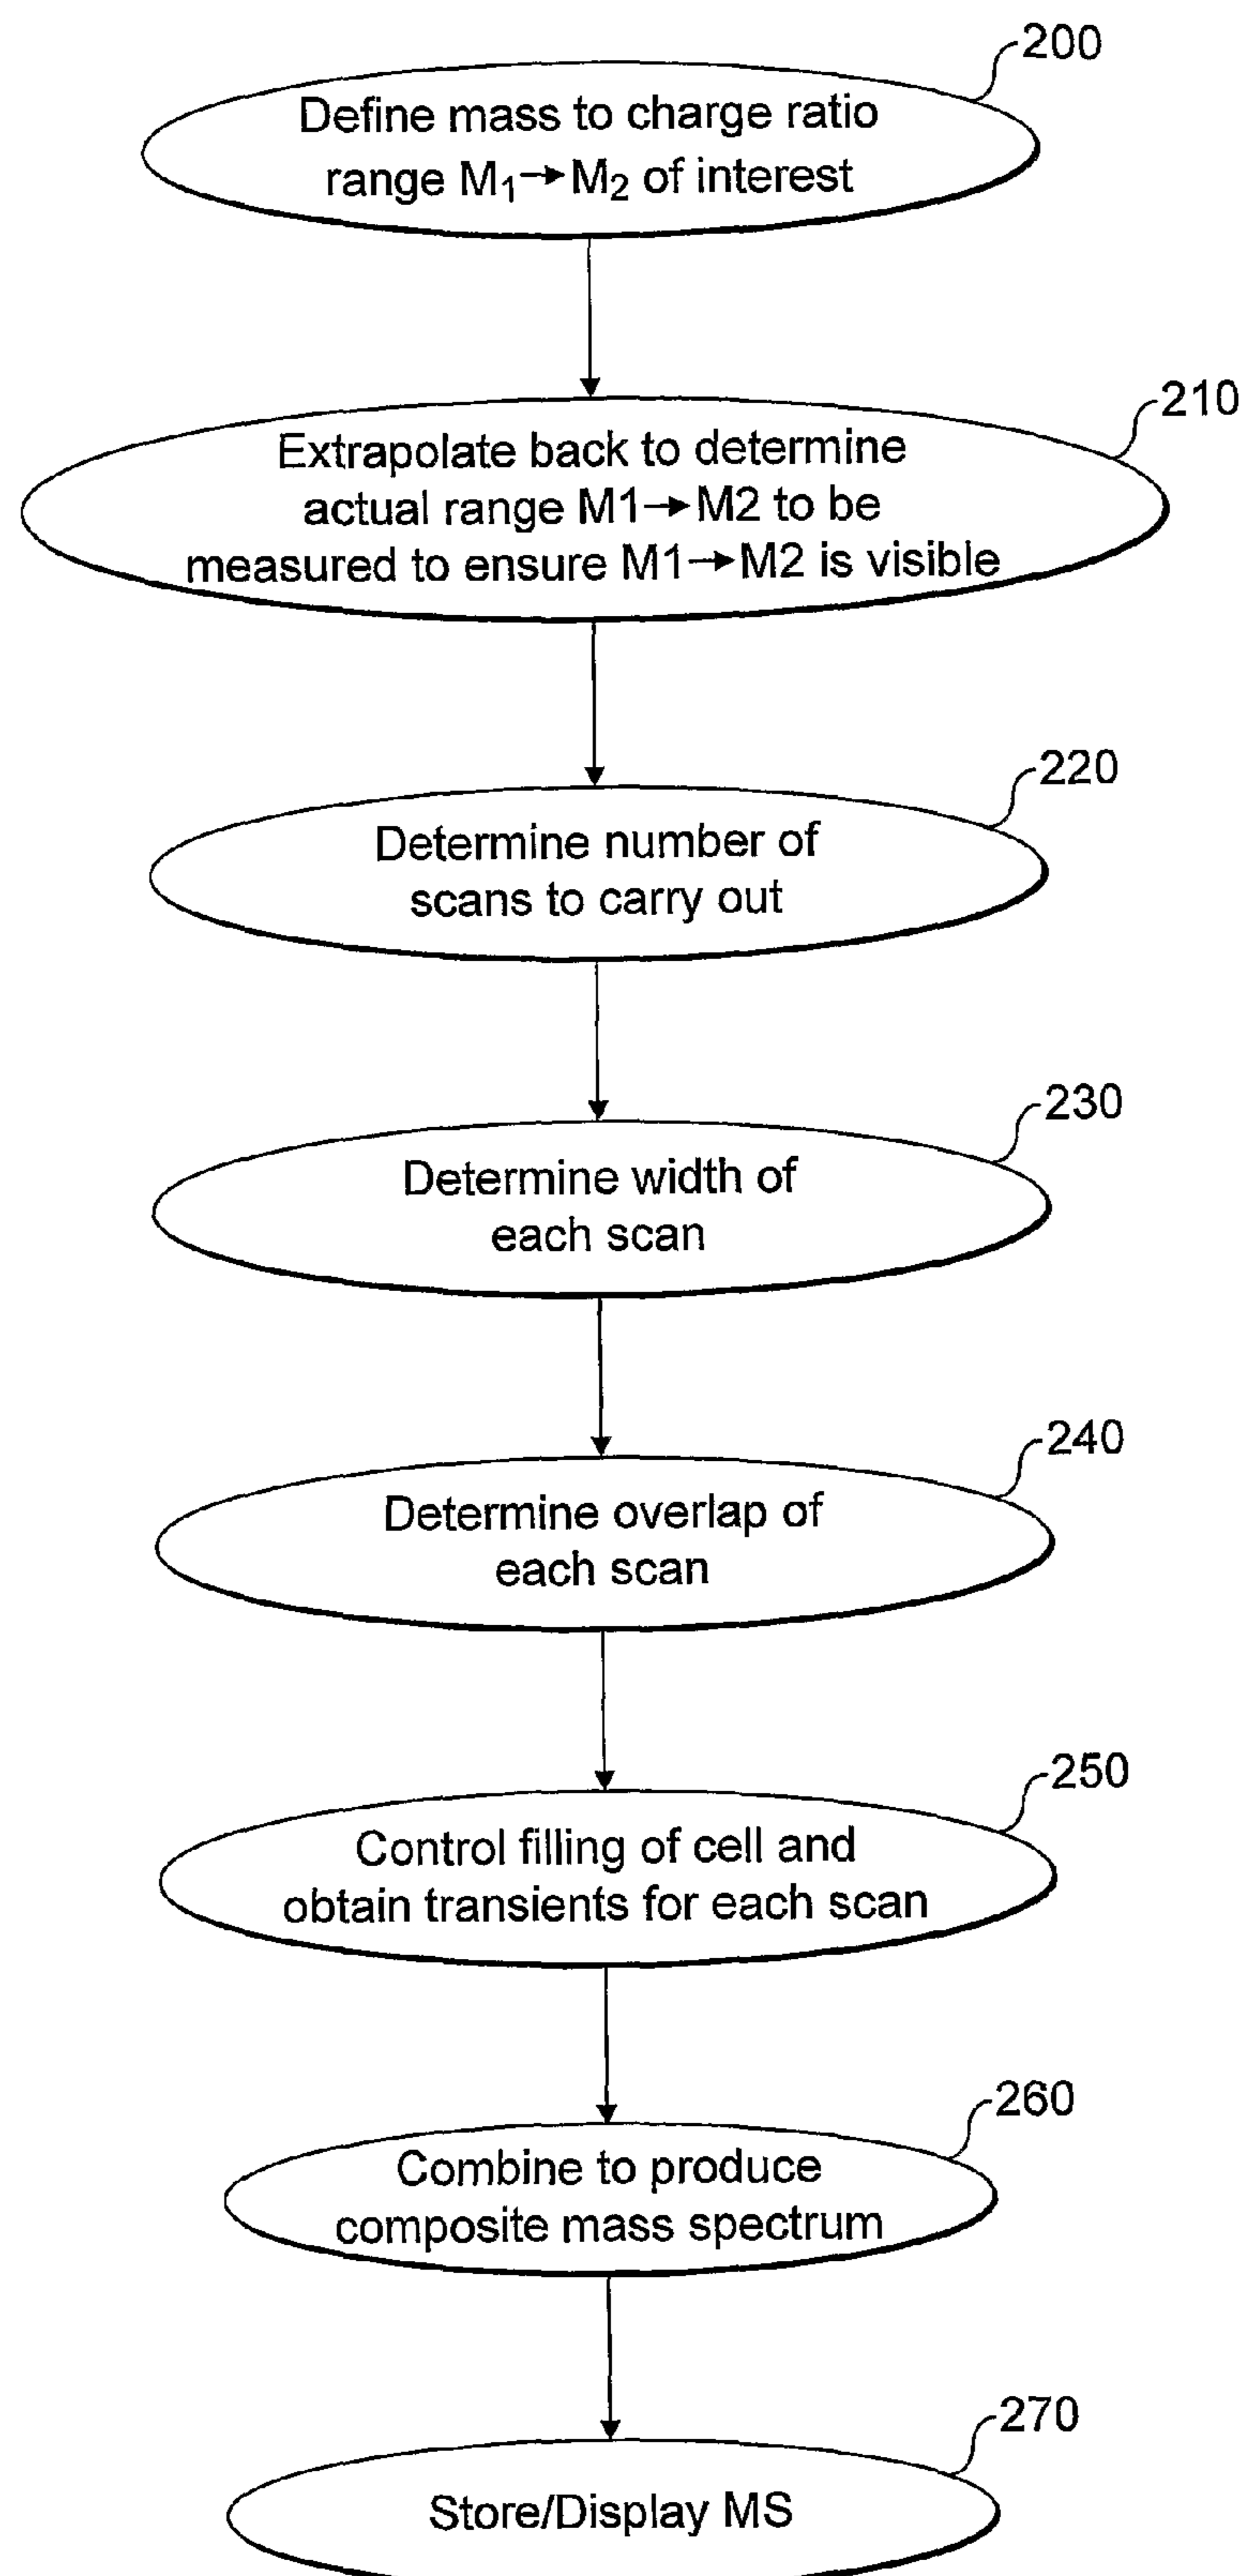 200
Define mass to charge ratio
range M₁→M₂ of interest
210
Extrapolate back to determine
actual range M1→M2 to be
measured to ensure M1→M2 is visible
220
Determine number of
scans to carry out
230
Determine width of
each scan
240
Determine overlap of
each scan
250
Control filling of cell and
obtain transients for each scan
260
Combine to produce
composite mass spectrum
270
Store/Display MS